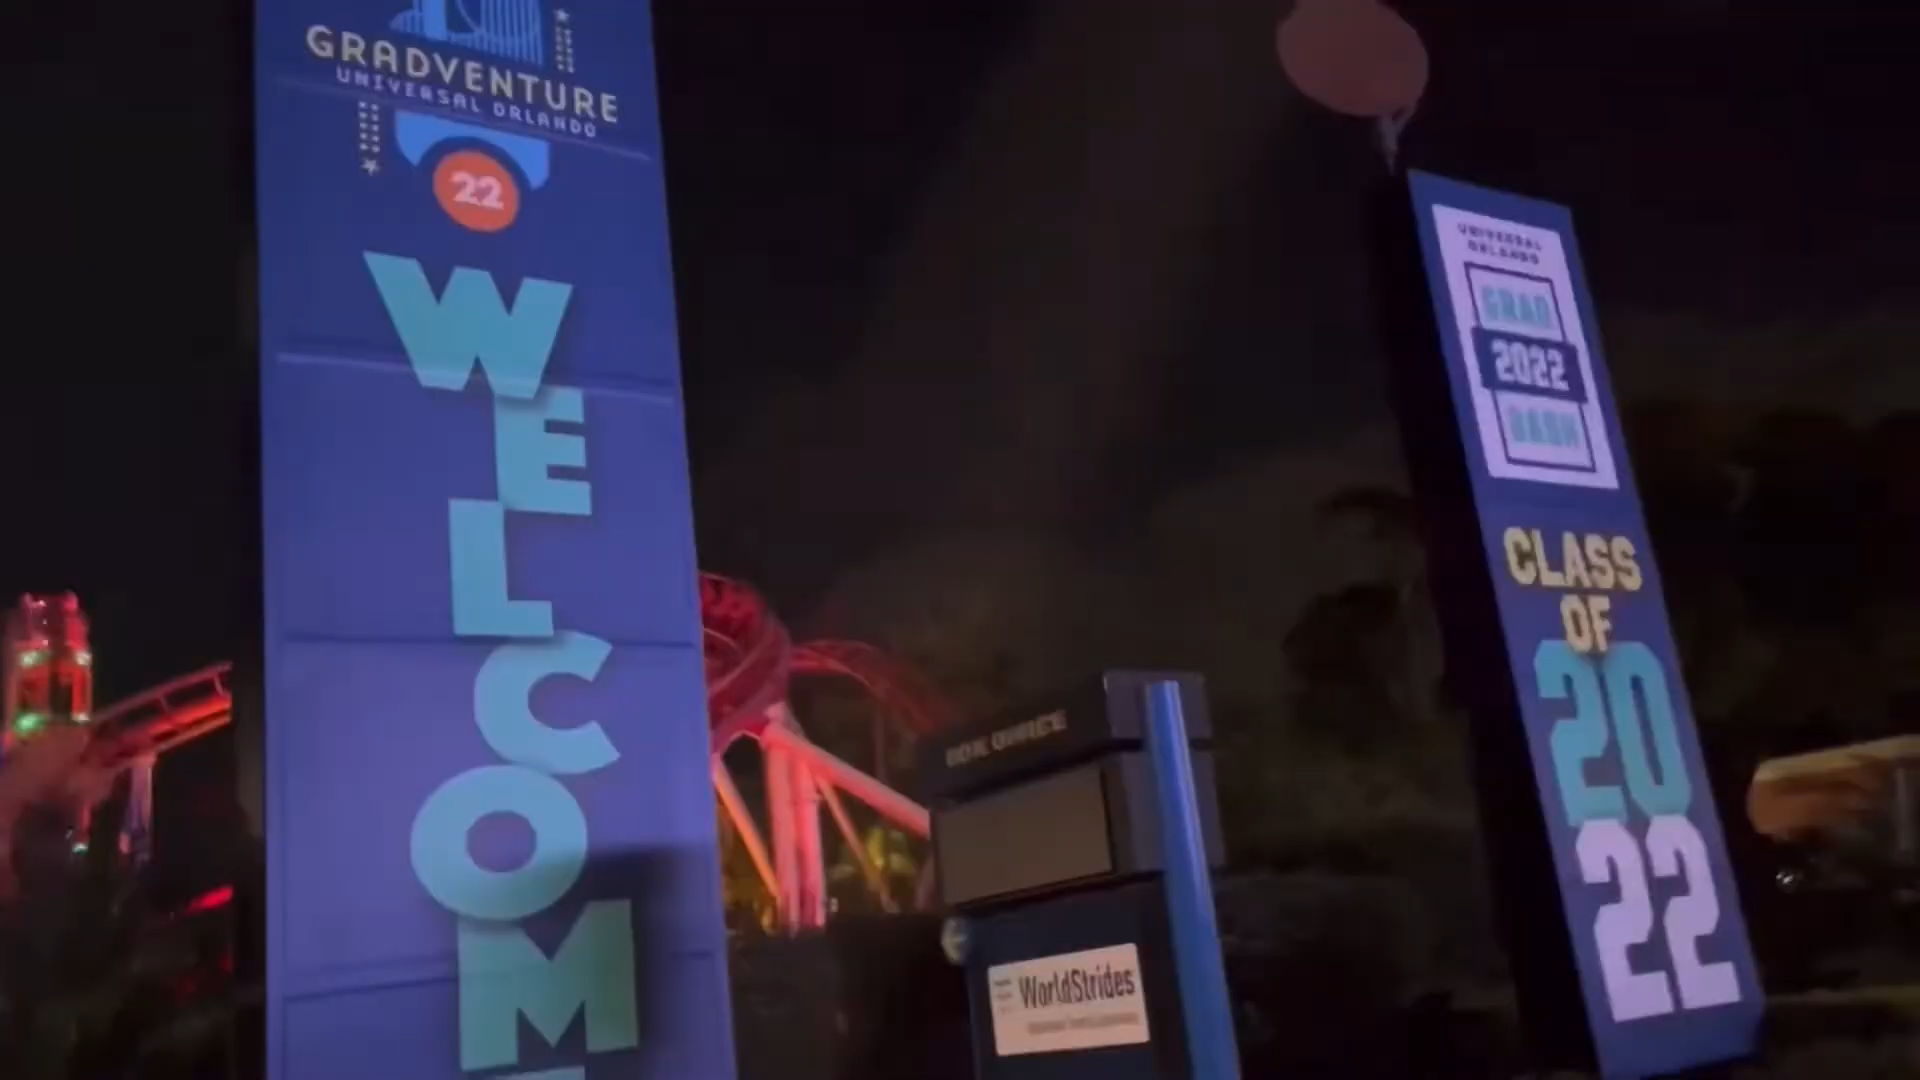 GRADVENTURE
UNIVERSAL ORLANDO
22
WELCOM
UNIVERSAL
ORLANDO
GRAD
2022
BASH
CLASS
OF
20
22
BOX OFFICE
WorldStrides